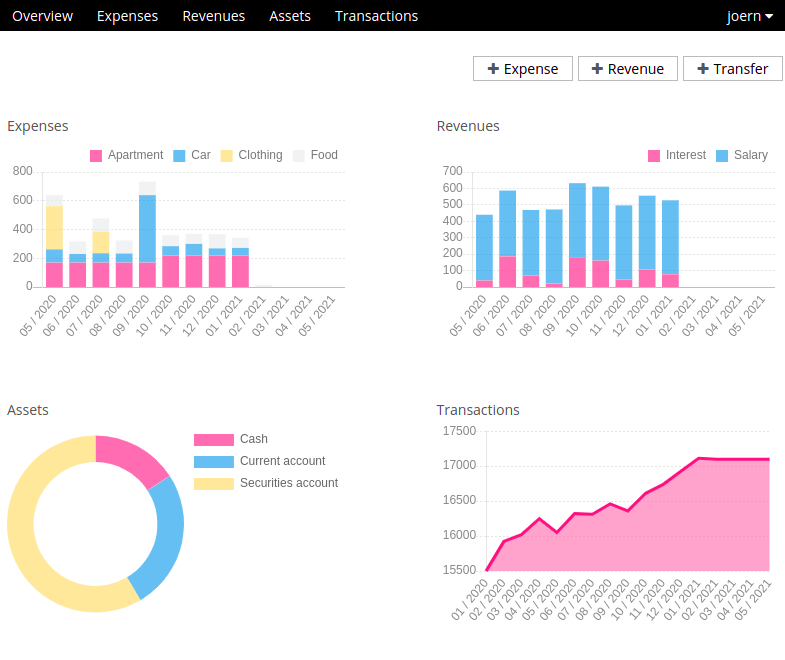 Overview Expenses Revenues Assets Transactions joern
+ Expense + Revenue + Transfer
Expenses
Apartment Car Clothing Food
800
600
400
200
0
05 / 2020 06 / 2020 07 / 2020 08 / 2020 09 / 2020 10 / 2020 11 / 2020 12 / 2020 01 / 2021 02 / 2021 03 / 2021 04 / 2021 05 / 2021
Revenues
Interest Salary
700
600
500
400
300
200
100
0
05 / 2020 06 / 2020 07 / 2020 08 / 2020 09 / 2020 10 / 2020 11 / 2020 12 / 2020 01 / 2021 02 / 2021 03 / 2021 04 / 2021 05 / 2021
Assets
Cash
Current account
Securities account
Transactions
17500
17000
16500
16000
15500
01 / 2020 02 / 2020 03 / 2020 04 / 2020 05 / 2020 06 / 2020 07 / 2020 08 / 2020 09 / 2020 10 / 2020 11 / 2020 12 / 2020 01 / 2021 02 / 2021 03 / 2021 04 / 2021 05 / 2021